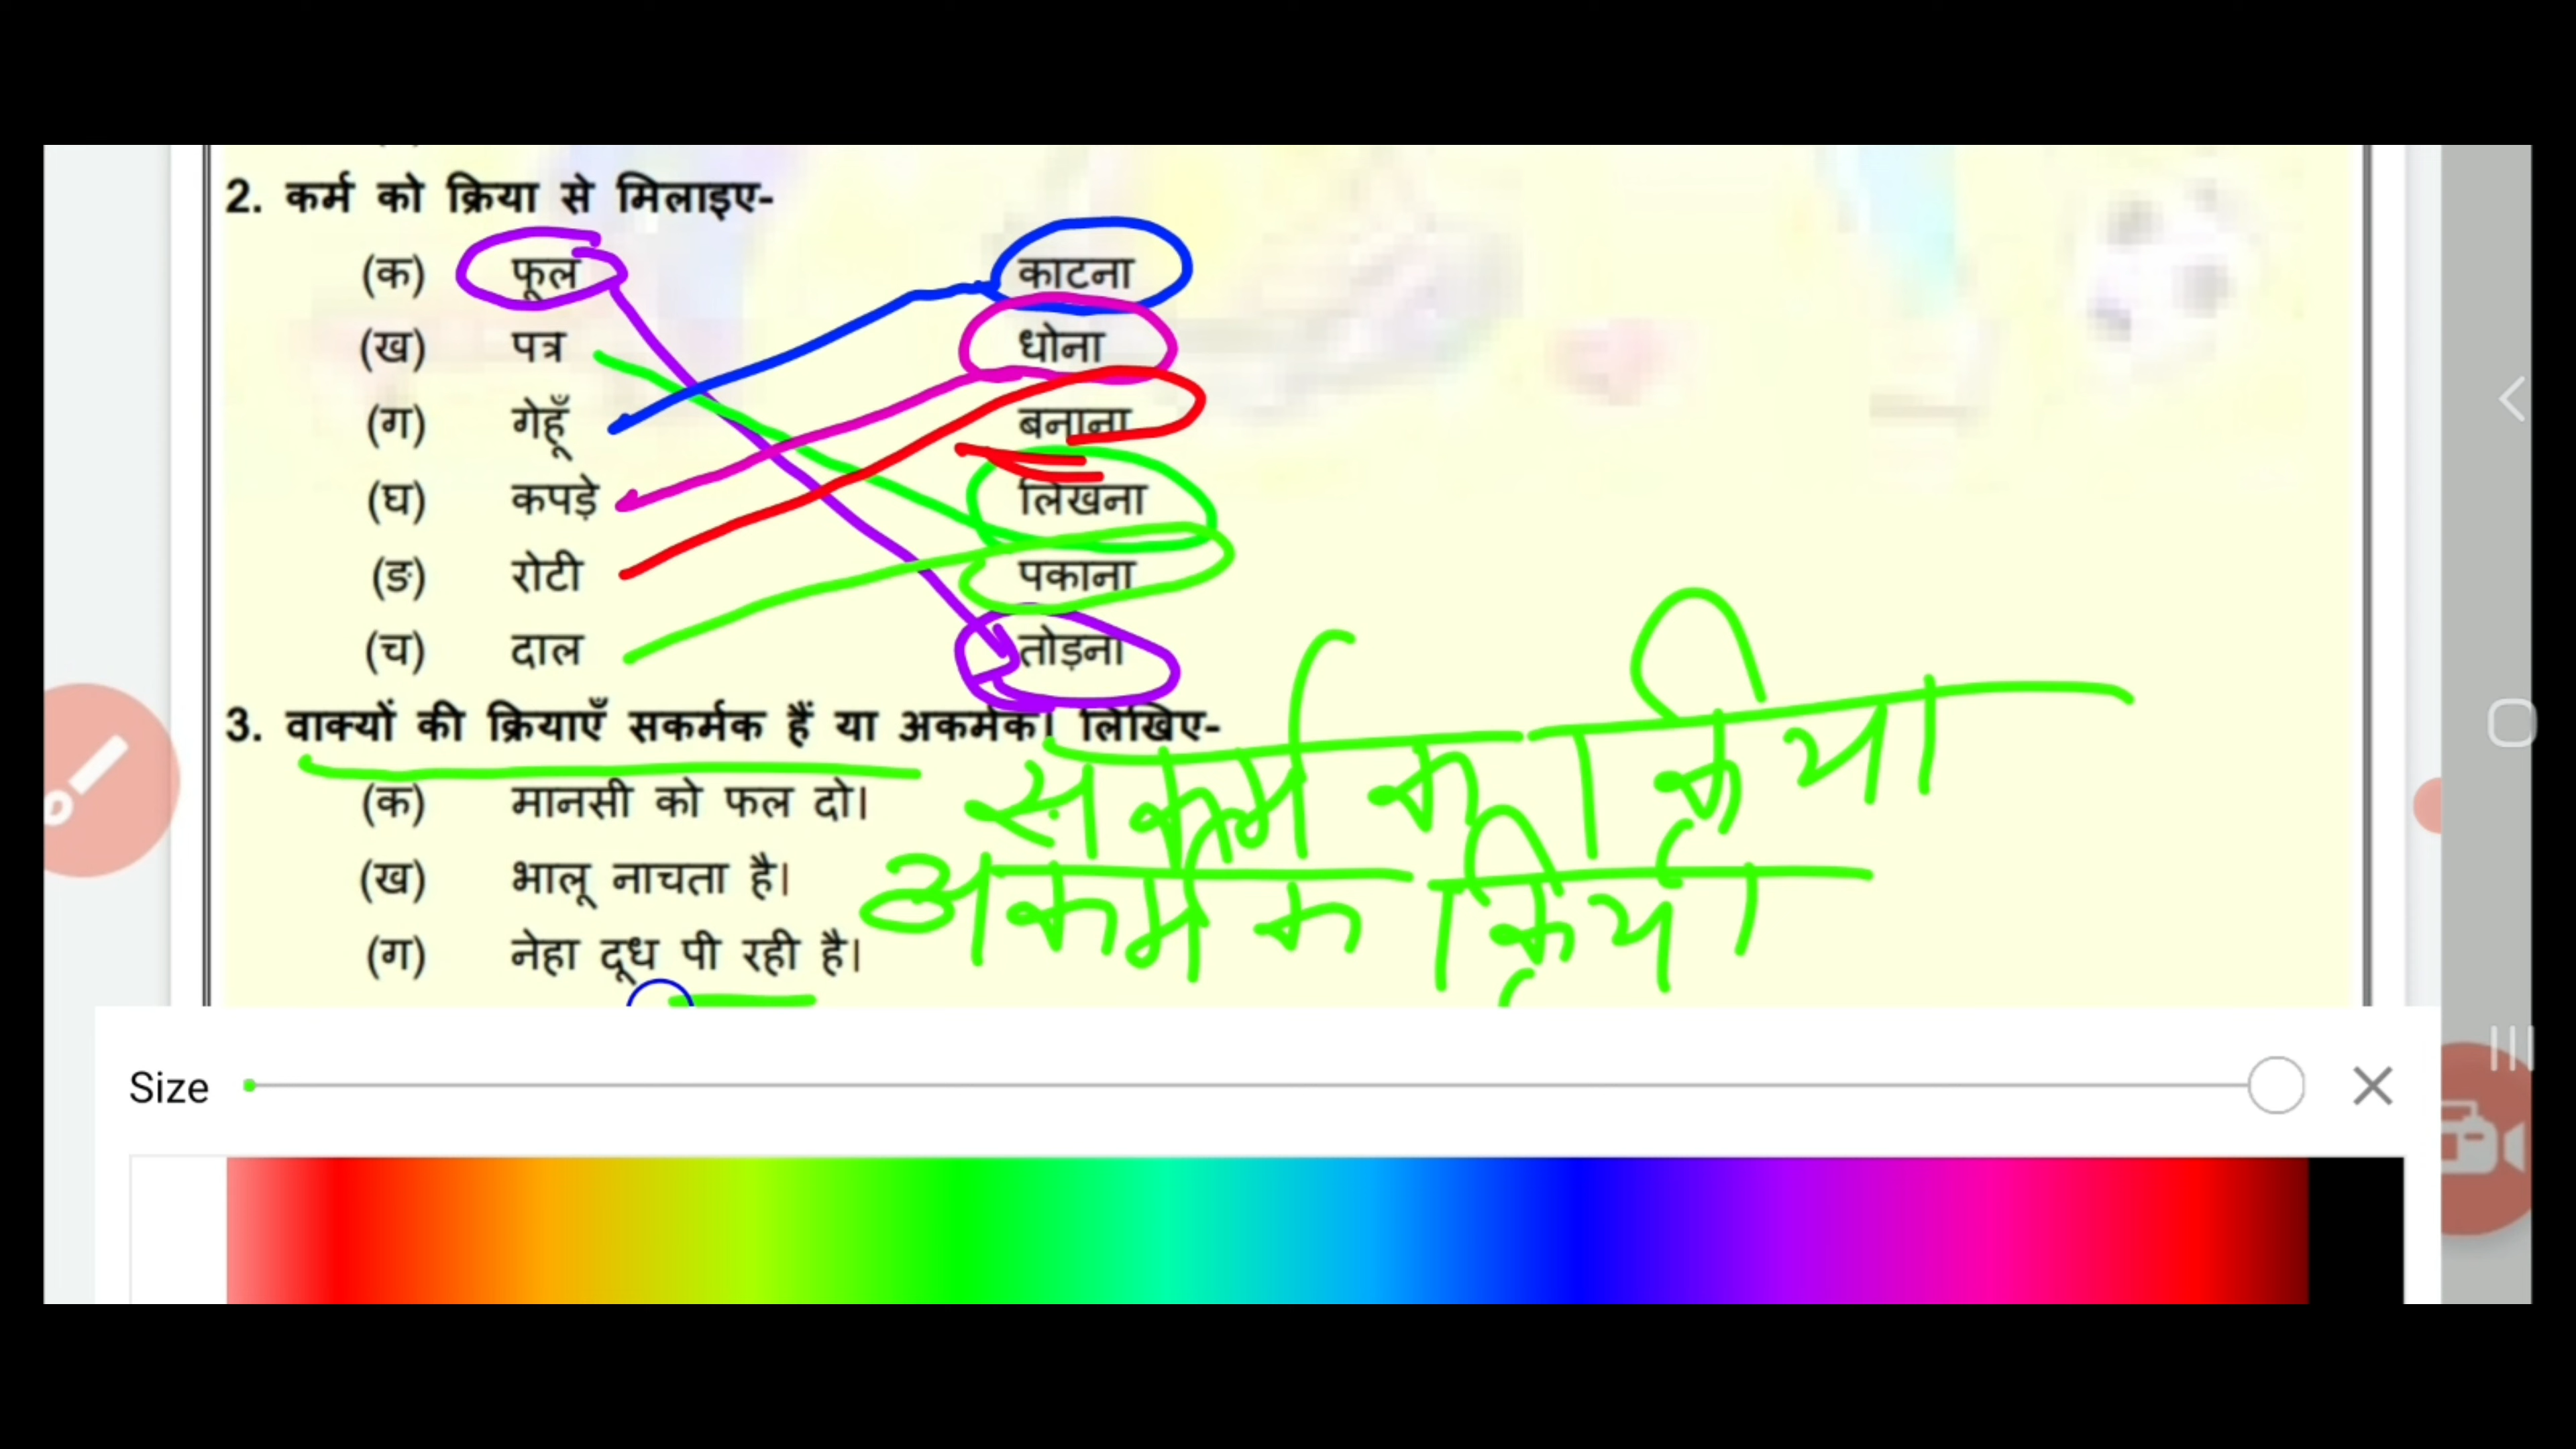 2. कर्म को क्रिया से मिलाइए-
(क) फूल काटना
(ख) पत्र धोना
(ग) गेहूँ बनाना
(घ) कपड़े लिखना
(ङ) रोटी पकाना
(च) दाल तोड़ना
3. वाक्यों की क्रियाएँ सकर्मक हैं या अकर्मक। लिखिए-
(क) मानसी को फल दो। सकर्मक क्रिया
(ख) भालू नाचता है। अकर्मक क्रिया
(ग) नेहा दूध पी रही है।
Size